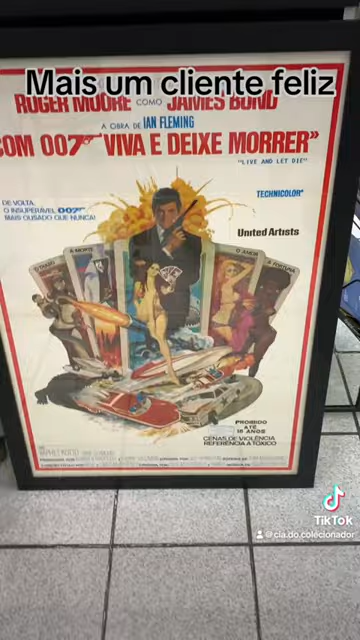 Mais um cliente feliz
ROGER MOORE COMO JAMES BOND
A OBRA DE IAN FLEMING
COM 007 "VIVA E DEIXE MORRER»
"LIVE AND LET DIE"
DE VOLTA,
O INSUPERÁVEL 007
MAIS OUSADO QUE NUNCA!
TECHNICOLOR®
United Artists
A MORTE
A FORTUNA
PROIBIDO
ATÉ
18 ANOS
CENAS DE VIOLÊNCIA
REFERÊNCIA A TÓXICO
TikTok
@cia.do.colecionador